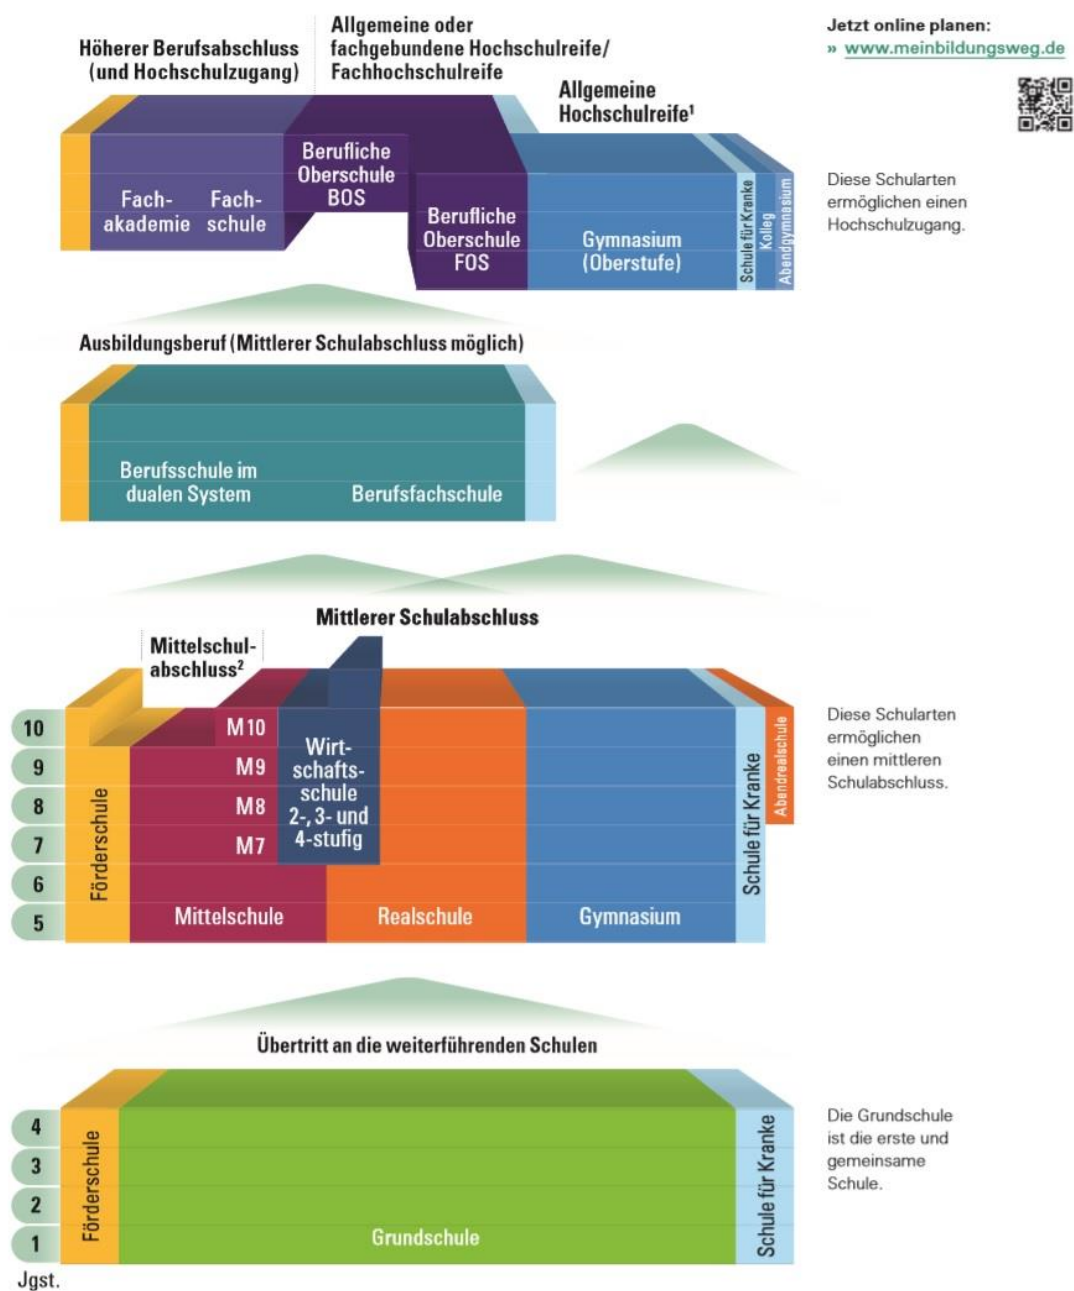 Höherer Berufsabschluss
(und Hochschulzugang)
Allgemeine oder
fachgebundene Hochschulreife/
Fachhochschulreife
Allgemeine
Hochschulreife¹
Jetzt online planen:
» www.meinbildungsweg.de
Fach-
akademie
Fach-
schule
Berufliche
Oberschule
BOS
Berufliche
Oberschule
FOS
Gymnasium
(Oberstufe)
Schule für Kranke
Kolleg
Abendgymnasium
Diese Schularten
ermöglichen einen
Hochschulzugang.
Ausbildungsberuf (Mittlerer Schulabschluss möglich)
Berufsschule im
dualen System
Berufsfachschule
Mittlerer Schulabschluss
Mittelschul-
abschluss²
10
9
8
7
6
5
Förderschule
M10
M9
M8
M7
Mittelschule
Wirt-
schafts-
schule
2-, 3- und
4-stufig
Realschule
Gymnasium
Schule für Kranke
Abendrealschule
Diese Schularten
ermöglichen
einen mittleren
Schulabschluss.
Übertritt an die weiterführenden Schulen
4
3
2
1
Jgst.
Förderschule
Grundschule
Schule für Kranke
Die Grundschule
ist die erste und
gemeinsame
Schule.